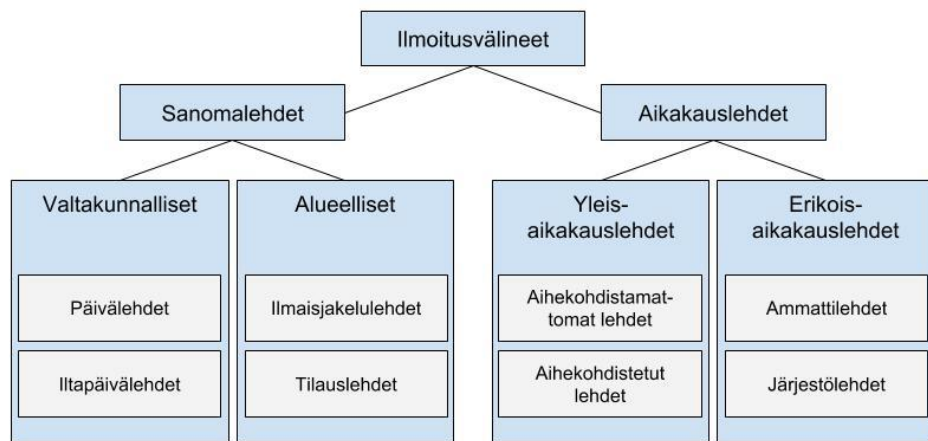 Ilmoitusvälineet
Sanomalehdet
Aikakauslehdet
Valtakunnalliset
Päivälehdet
Iltapäivälehdet
Alueelliset
Ilmaisjakelulehdet
Tilauslehdet
Yleis-
aikakauslehdet
Aihekohdistamat-
tomat lehdet
Aihekohdistetut
lehdet
Erikois-
aikakauslehdet
Ammattilehdet
Järjestölehdet